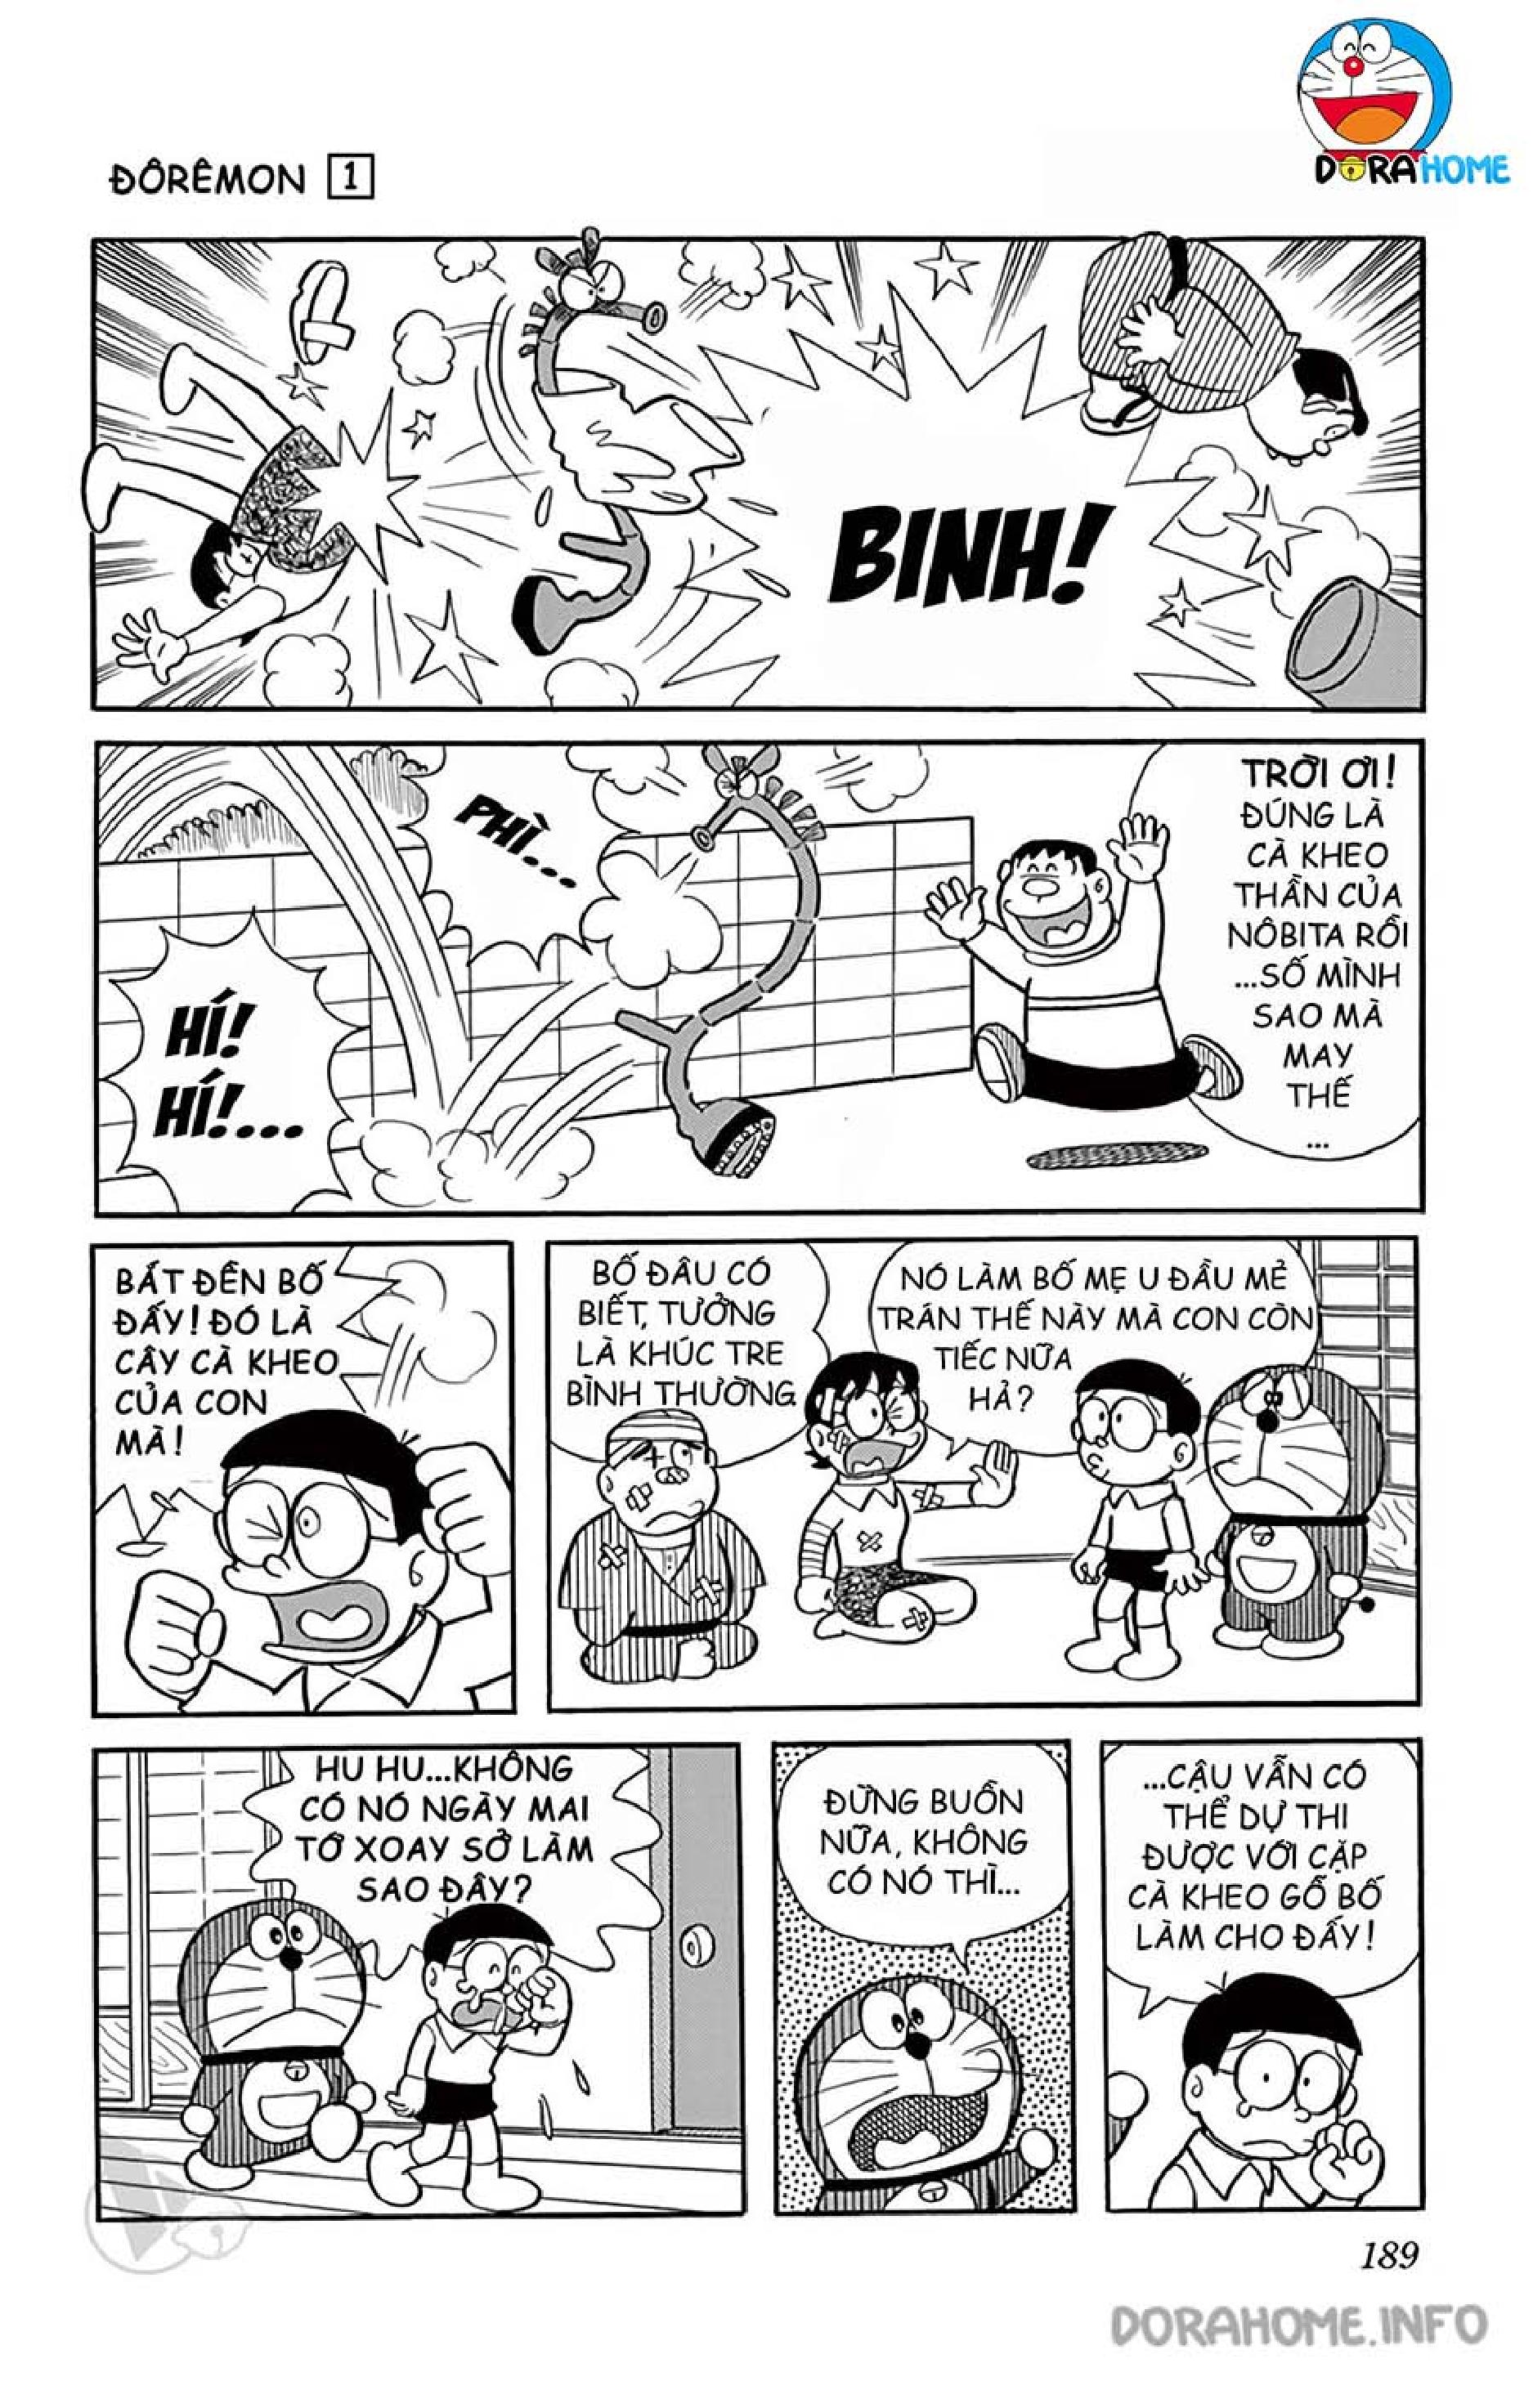 DORAHOME
ĐÔRÊMON 1
BINH!
TRỜI ƠI!
ĐÚNG LÀ
CÀ KHEO
THẦN CỦA
NÔBITA RỒI
...SỐ MÌNH
SAO MÀ
MAY
THẾ
...
PHÌ...
HÍ!
HÍ!...
BẮT ĐỀN BỐ
ĐẤY! ĐÓ LÀ
CÂY CÀ KHEO
CỦA CON
MÀ!
BỐ ĐÂU CÓ
BIẾT, TƯỞNG
LÀ KHÚC TRE
BÌNH THƯỜNG
NÓ LÀM BỐ MẸ U ĐẦU MẺ
TRÁN THẾ NÀY MÀ CON CÒN
TIẾC NỮA
HẢ?
HU HU...KHÔNG
CÓ NÓ NGÀY MAI
TỚ XOAY SỞ LÀM
SAO ĐÂY?
ĐỪNG BUỒN
NỮA, KHÔNG
CÓ NÓ THÌ...
...CẬU VẪN CÓ
THỂ DỰ THI
ĐƯỢC VỚI CẶP
CÀ KHEO GỖ BỐ
LÀM CHO ĐẤY!
189
DORAHOME.INFO